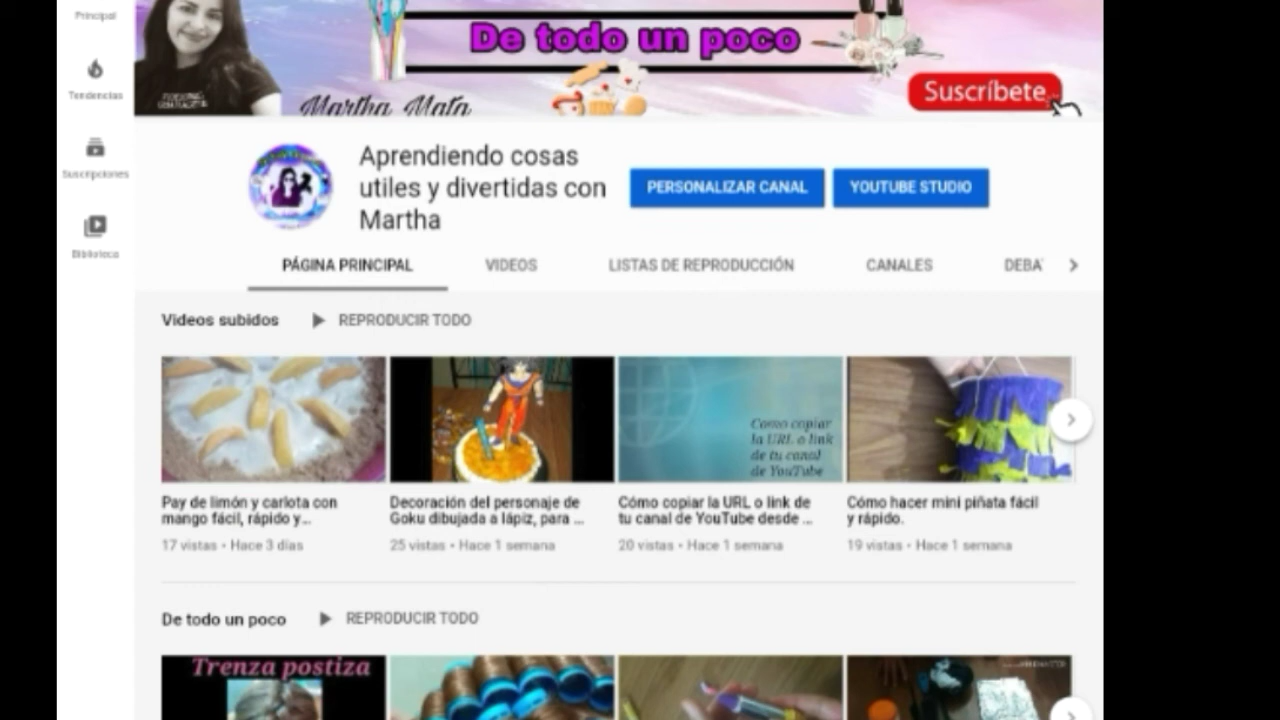 Principal
De todo un poco
Tendencias
Suscríbete
Martha Mata
Suscripciones
Aprendiendo cosas
utiles y divertidas con
Martha
PERSONALIZAR CANAL
YOUTUBE STUDIO
Biblioteca
PÁGINA PRINCIPAL
VIDEOS
LISTAS DE REPRODUCCIÓN
CANALES
DEBA
Videos subidos
REPRODUCIR TODO
Como copiar
la URL o link
de tu canal
de YouTube
Pay de limón y carlota con
mango fácil, rápido y...
17 vistas • Hace 3 días
Decoración del personaje de
Goku dibujada a lápiz, para ...
25 vistas • Hace 1 semana
Cómo copiar la URL o link de
tu canal de YouTube desde ...
20 vistas • Hace 1 semana
Cómo hacer mini piñata fácil
y rápido.
19 vistas • Hace 1 semana
De todo un poco
REPRODUCIR TODO
Trenza postiza